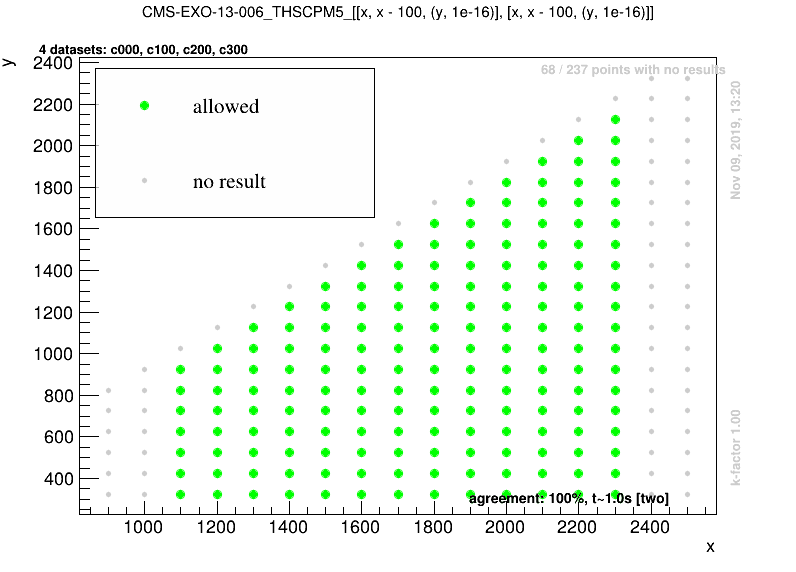 CMS-EXO-13-006_THSCPM5_[[x, x - 100, (y, 1e-16)], [x, x - 100, (y, 1e-16)]]
4 datasets: c000, c100, c200, c300
y
68 / 237 points with no results
allowed
no result
2400
2200
2000
1800
1600
1400
1200
1000
800
600
400
Nov 09, 2019, 13:20
k-factor 1.00
agreement: 100%, t~1.0s [two]
1000 1200 1400 1600 1800 2000 2200 2400
x